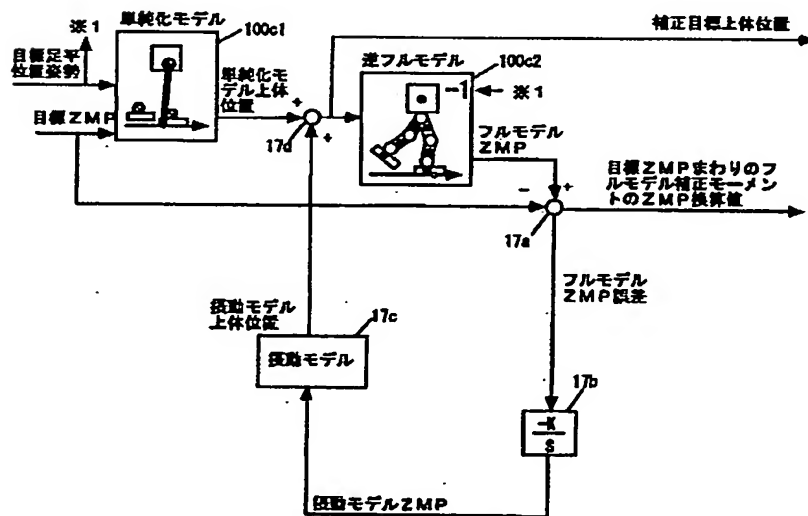 ※1
単純化モデル
100c1
目標足平
位置姿勢
目標ZMP
単純化モ
デル上体
位置
+
17d
+
逆フルモデル
100c2
-1
※1
フルモデル
ZMP
補正目標上体位置
-
+
17a
目標ZMPまわりのフ
ルモデル補正モーメン
トのZMP換算値
フルモデル
ZMP誤差
摂動モデル
上体位置
17c
摂動モデル
17b
-K
S
摂動モデルZMP